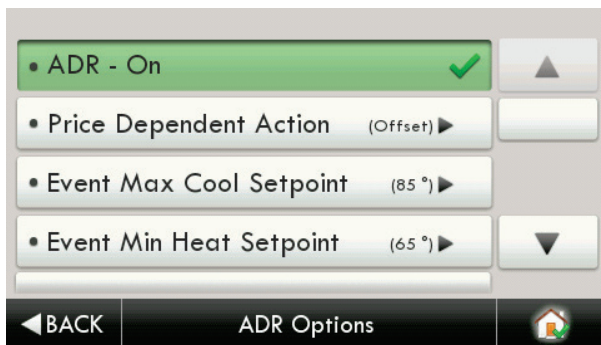 • ADR - On
• Price Dependent Action (Offset)
• Event Max Cool Setpoint (85°)
• Event Min Heat Setpoint (65°)
BACK ADR Options